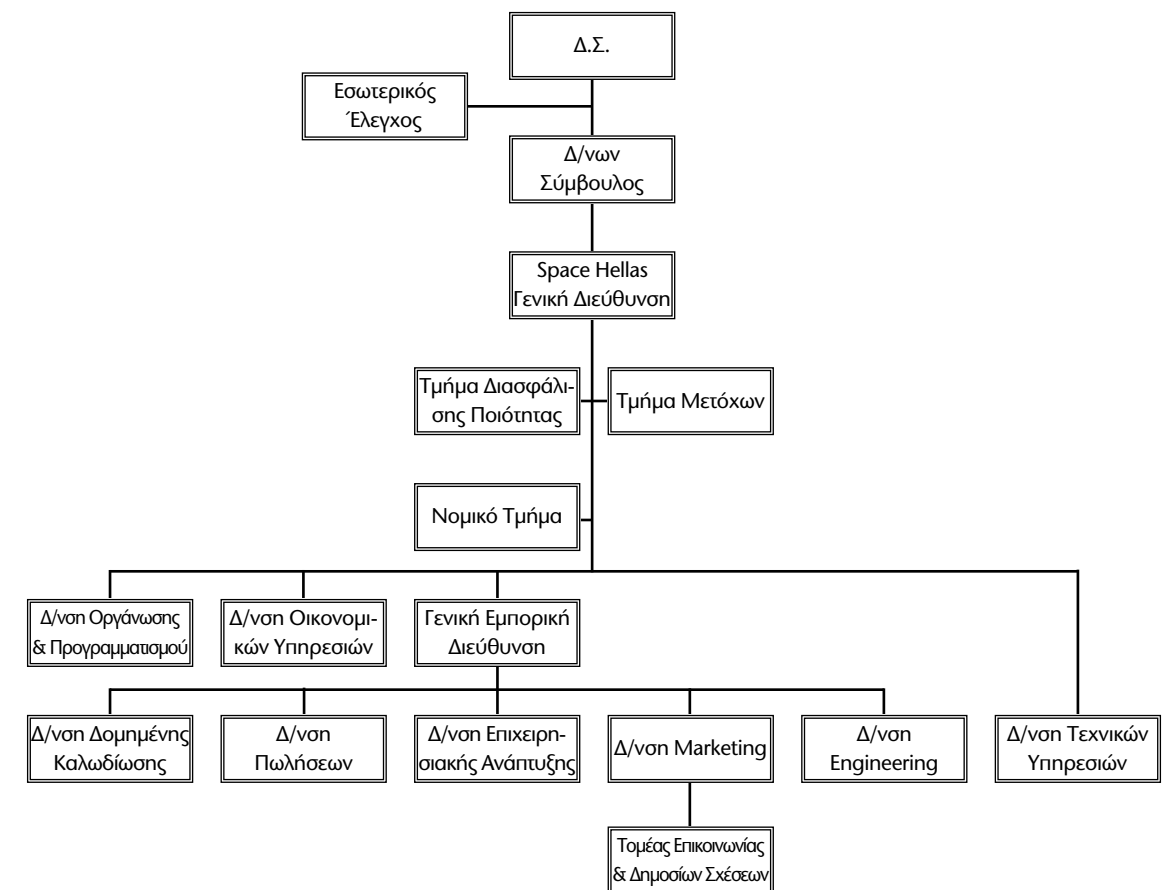 Δ.Σ.
Εσωτερικός
Έλεγχος
Δ/νων
Σύμβουλος
Space Hellas
Γενική Διεύθυνση
Τμήμα Διασφάλι-
σης Ποιότητας
Τμήμα Μετόχων
Νομικό Τμήμα
Δ/νση Οργάνωσης
& Προγραμματισμού
Δ/νση Οικονομι-
κών Υπηρεσιών
Γενική Εμπορική
Διεύθυνση
Δ/νση Δομημένης
Καλωδίωσης
Δ/νση
Πωλήσεων
Δ/νση Επιχειρη-
σιακής Ανάπτυξης
Δ/νση Marketing
Δ/νση
Engineering
Δ/νση Τεχνικών
Υπηρεσιών
Τομέας Επικοινωνίας
& Δημοσίων Σχέσεων